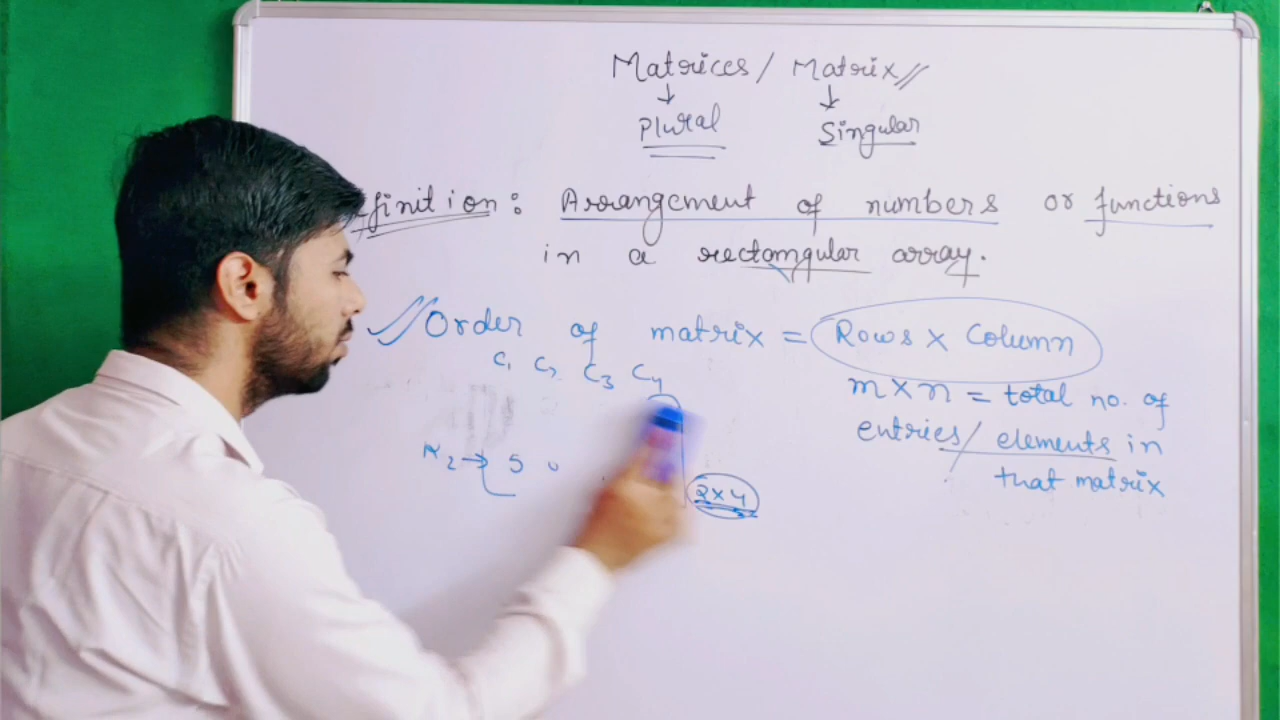 Matrices / Matrix //
↓ ↓
Plural Singular
efinition : Arrangement of numbers or functions
in a rectangular array.
Order of matrix = Rows × Column
C₁ C₂ C₃ C₄
m × n = total no. of
entries / elements in
that matrix
R₂ → 5
2 × 4